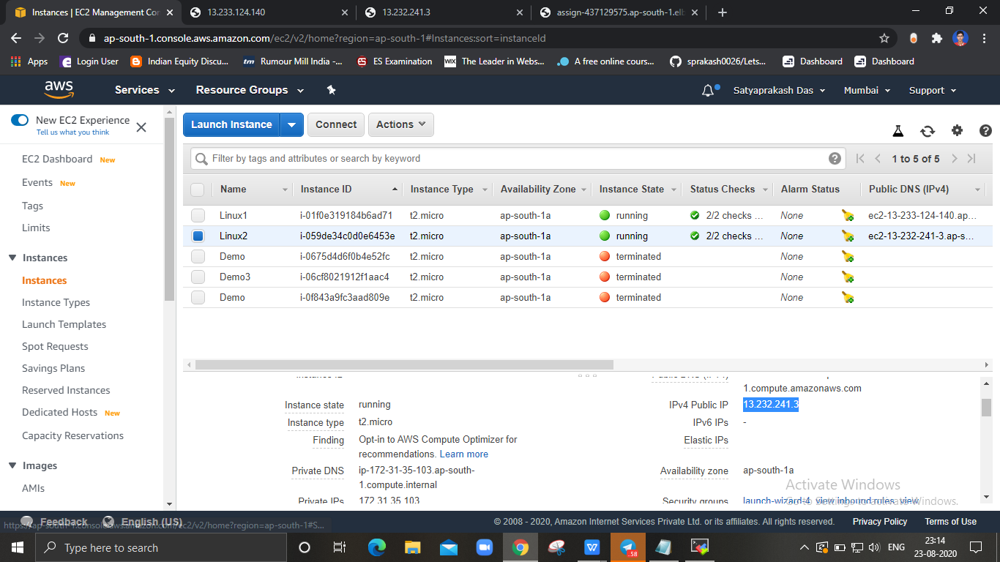 Instances | EC2 Management Con
13.233.124.140
13.232.241.3
assign-437129575.ap-south-1.elb
ap-south-1.console.aws.amazon.com/ec2/v2/home?region=ap-south-1#Instances:sort=instanceId
Apps
Login User
Indian Equity Discu...
tm Rumour Mill India -...
ES Examination
WIX The Leader in Webs...
A free online cours...
sprakash0026/Lets...
Dashboard
Dashboard
aws
Services
Resource Groups
Satyaprakash Das
Mumbai
Support
New EC2 Experience
Tell us what you think
Launch Instance
Connect
Actions
EC2 Dashboard New
Events New
Tags
Limits
Instances
Instances
Instance Types
Launch Templates
Spot Requests
Savings Plans
Reserved Instances
Dedicated Hosts New
Capacity Reservations
Images
AMIs
Filter by tags and attributes or search by keyword
1 to 5 of 5
Name Instance ID Instance Type Availability Zone Instance State Status Checks Alarm Status Public DNS (IPv4)
Linux1 i-01f0e319184b6ad71 t2.micro ap-south-1a running 2/2 checks ... None ec2-13-233-124-140.ap...
Linux2 i-059de34c0d0e6453e t2.micro ap-south-1a running 2/2 checks ... None ec2-13-232-241-3.ap-s...
Demo i-0675d4d6f0b4e52fc t2.micro ap-south-1a terminated None
Demo3 i-06cf8021912f1aac4 t2.micro ap-south-1a terminated None
Demo i-0f843a9fc3aad809e t2.micro ap-south-1a terminated None
Instance ID
Public DNS (IPv4)
1.compute.amazonaws.com
Instance state running
IPv4 Public IP 13.232.241.3
Instance type t2.micro
IPv6 IPs -
Finding Opt-in to AWS Compute Optimizer for
recommendations. Learn more
Elastic IPs
Private DNS ip-172-31-35-103.ap-south-
1.compute.internal
Availability zone ap-south-1a
Private IPs 172.31.35.103
Security groups launch-wizard-4. view inbound rules. view
Activate Windows
Go to Settings to activate Windows.
Feedback
English (US)
https://ap-south-1.console.aws.amazon.com/ec2/v2/home?region=ap-south-1#S...
© 2008 - 2020, Amazon Internet Services Private Ltd. or its affiliates. All rights reserved.
Privacy Policy
Terms of Use
Type here to search
..58
ENG
23:14
23-08-2020